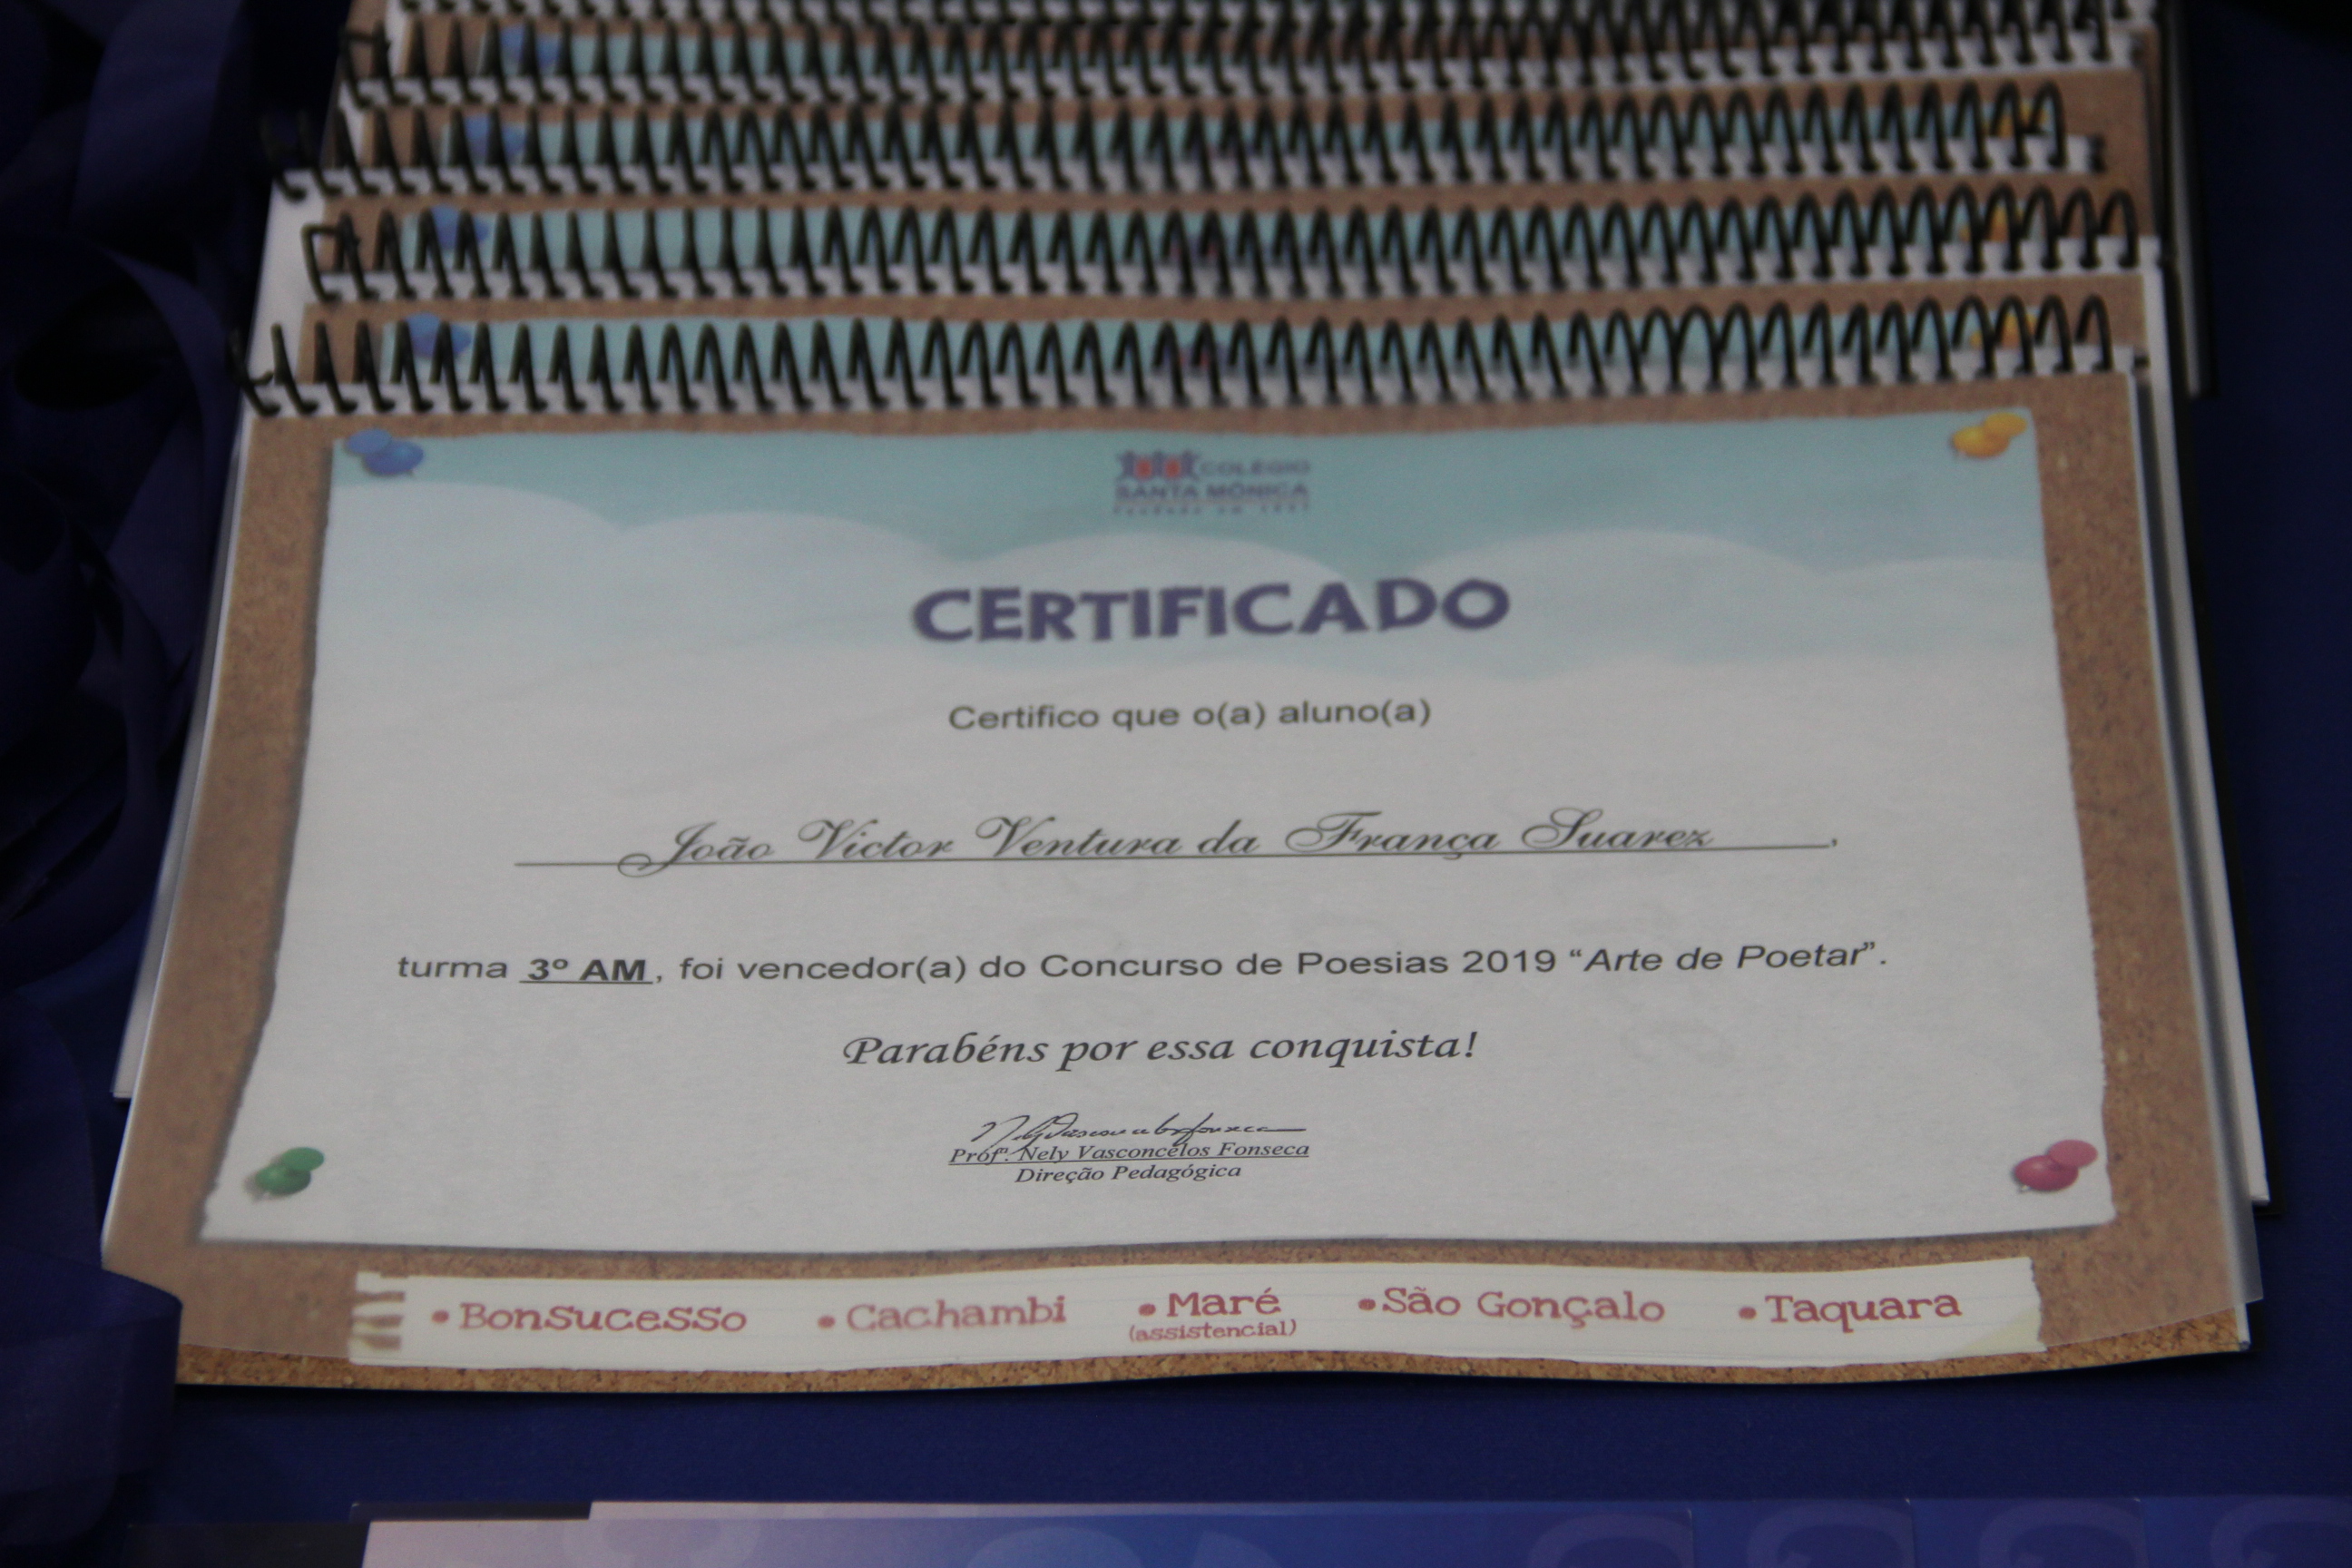 COLÉGIO
SANTA MÔNICA
CERTIFICADO
Certifico que o(a) aluno(a)
João Victor Ventura da França Suarez,
turma 3º AM, foi vencedor(a) do Concurso de Poesias 2019 “Arte de Poetar”.
Parabéns por essa conquista!
Profª. Nely Vasconcelos Fonseca
Direção Pedagógica
• Bonsucesso • Cachambi • Maré • São Gonçalo • Taquara
(assistencial)